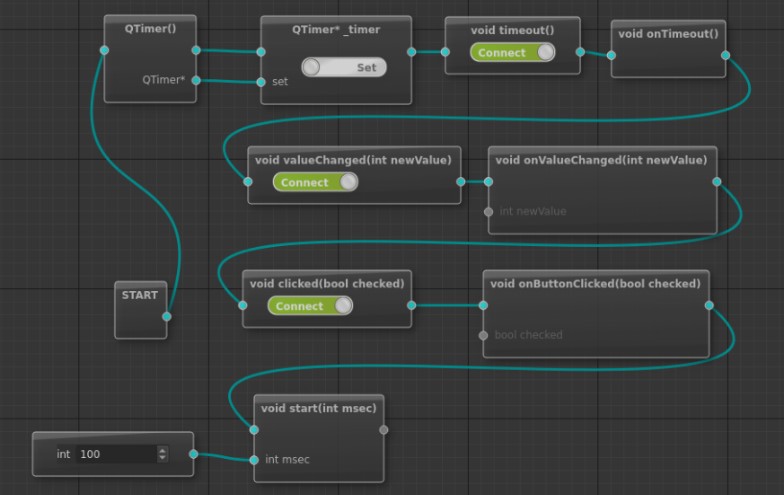 QTimer()
QTimer*
QTimer* _timer
Set
set
void timeout()
Connect
void onTimeout()
void valueChanged(int newValue)
Connect
void onValueChanged(int newValue)
int newValue
START
void clicked(bool checked)
Connect
void onButtonClicked(bool checked)
bool checked
void start(int msec)
int msec
int 100